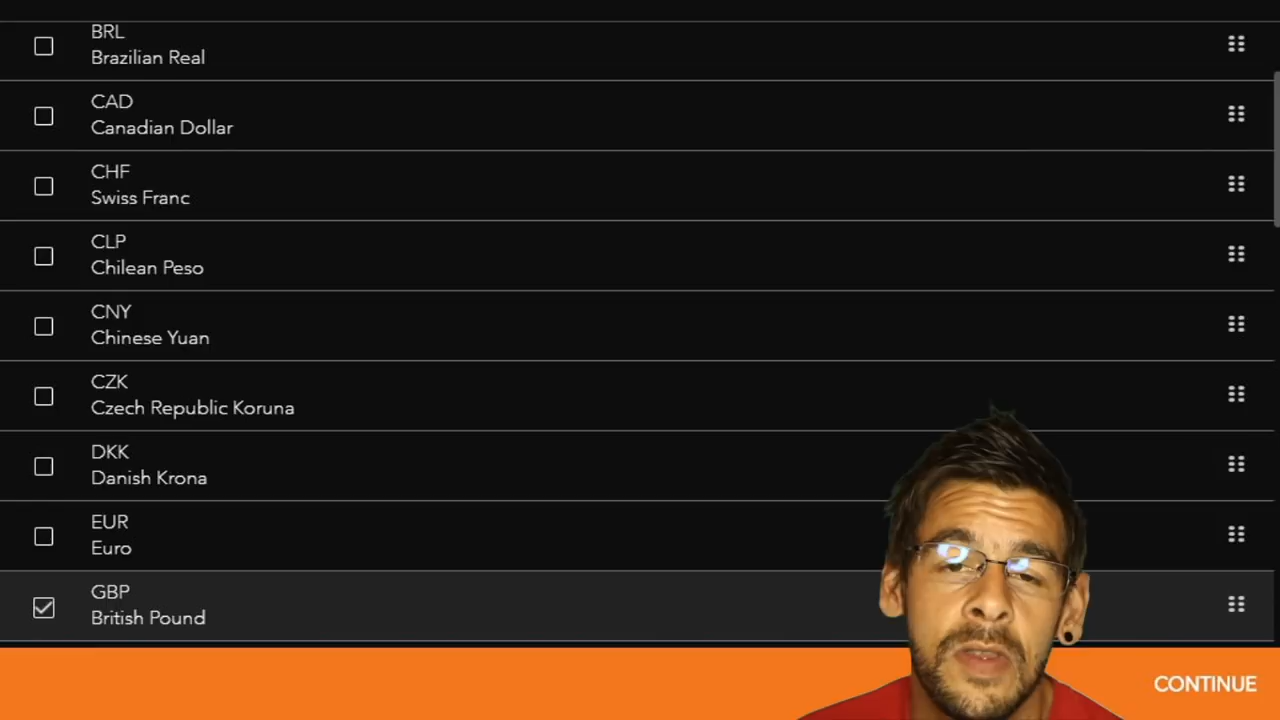 BRL
Brazilian Real
CAD
Canadian Dollar
CHF
Swiss Franc
CLP
Chilean Peso
CNY
Chinese Yuan
CZK
Czech Republic Koruna
DKK
Danish Krona
EUR
Euro
GBP
British Pound
CONTINUE